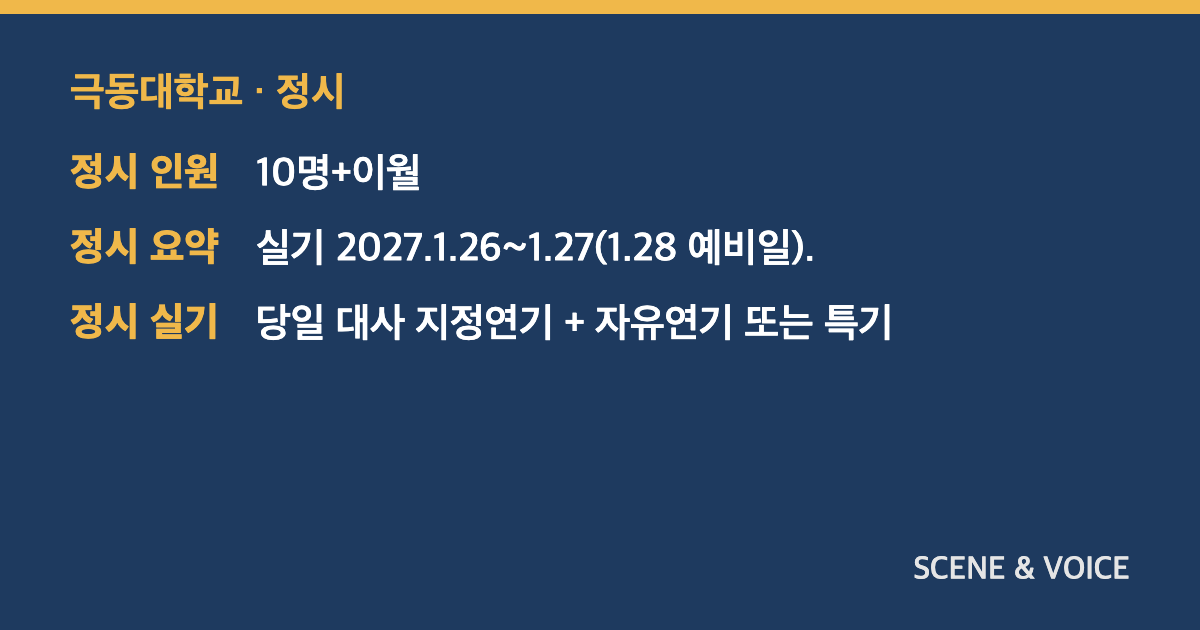 극동대학교 · 정시
정시 인원 10명+이월
정시 요약 실기 2027.1.26~1.27(1.28 예비일).
정시 실기 당일 대사 지정연기 + 자유연기 또는 특기
SCENE & VOICE